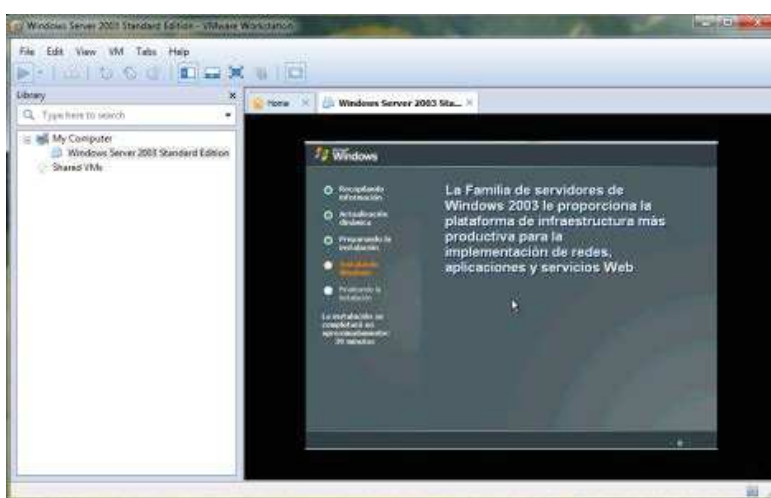 Windows Server 2003 Standard Edition - VMware Workstation
File Edit View VM Tabs Help
Library
Home
Windows Server 2003 Sta...
Type here to search
My Computer
Windows Server 2003 Standard Edition
Shared VMs
Windows
Recopilando
información
Actualización
dinámica
Preparando la
instalación
Instalando
Windows
Finalizando la
instalación
La instalación se
completará en
aproximadamente:
39 minutos
La Familia de servidores de
Windows 2003 le proporciona la
plataforma de infraestructura más
productiva para la
implementación de redes,
aplicaciones y servicios Web